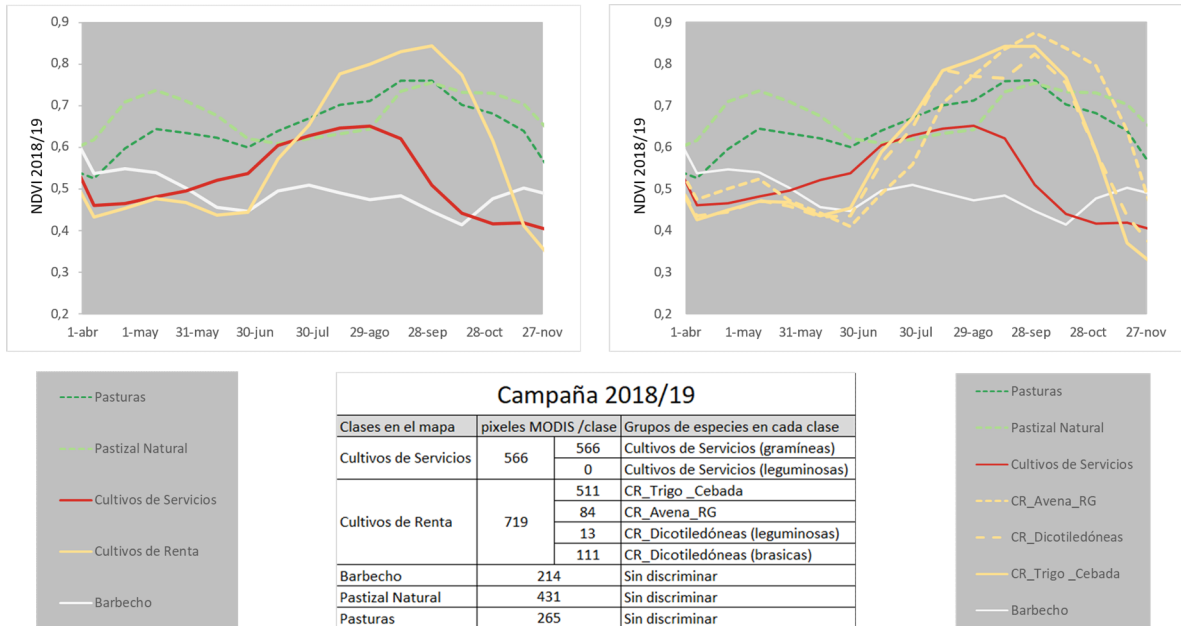 NDVI 2018/19
0,9
0,8
0,7
0,6
0,5
0,4
0,3
0,2
1-abr 1-may 31-may 30-jun 30-jul 29-ago 28-sep 28-oct 27-nov
NDVI 2018/19
0,9
0,8
0,7
0,6
0,5
0,4
0,3
0,2
1-abr 1-may 31-may 30-jun 30-jul 29-ago 28-sep 28-oct 27-nov
Pasturas
Pastizal Natural
Cultivos de Servicios
Cultivos de Renta
Barbecho
Campaña 2018/19
Clases en el mapa pixeles MODIS /clase Grupos de especies en cada clase
Cultivos de Servicios 566 566 Cultivos de Servicios (gramíneas)
0 Cultivos de Servicios (leguminosas)
Cultivos de Renta 719 511 CR_Trigo _Cebada
84 CR_Avena_RG
13 CR_Dicotiledóneas (leguminosas)
111 CR_Dicotiledóneas (brasicas)
Barbecho 214 Sin discriminar
Pastizal Natural 431 Sin discriminar
Pasturas 265 Sin discriminar
Pasturas
Pastizal Natural
Cultivos de Servicios
CR_Avena_RG
CR_Dicotiledóneas
CR_Trigo _Cebada
Barbecho